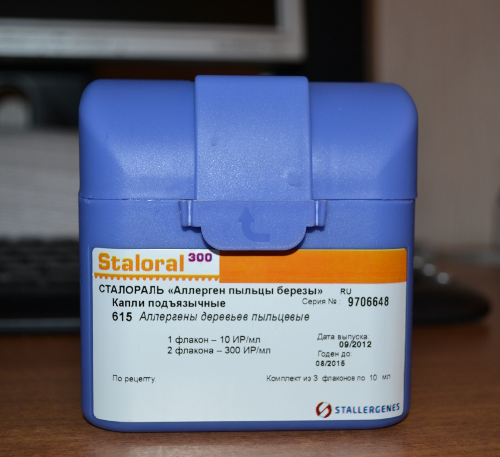 Staloral 300
СТАЛОРАЛЬ «Аллерген пыльцы березы» RU
Капли подъязычные Серия № : 9706648
615 Аллергены деревьев пыльцевые
1 флакон – 10 ИР/мл
2 флакона – 300 ИР/мл
Дата выпуска:
09/2012
Годен до:
08/2015
По рецепту. Комплект из 3 флаконов по 10 мл
STALLERGENES